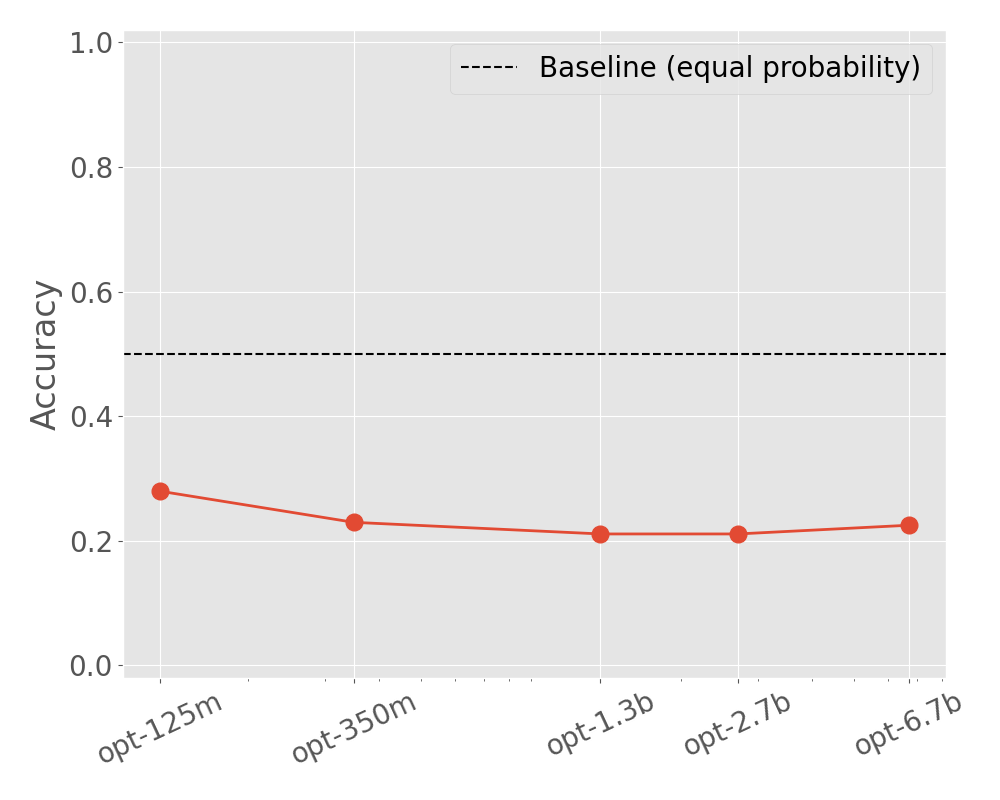 Baseline (equal probability)
Accuracy
1.0
0.8
0.6
0.4
0.2
0.0
opt-125m
opt-350m
opt-1.3b
opt-2.7b
opt-6.7b